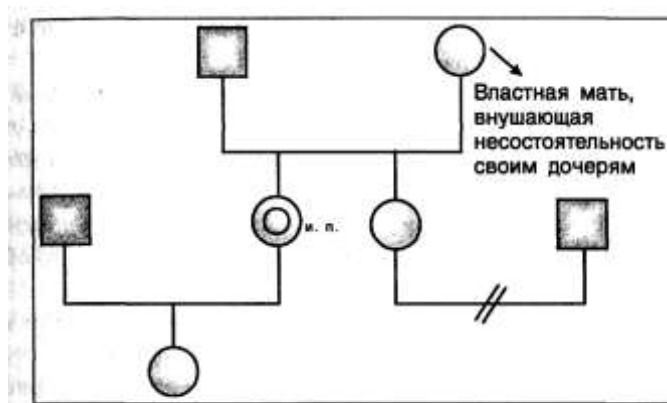 Властная мать,
внушающая
несостоятельность
своим дочерям
и. п.